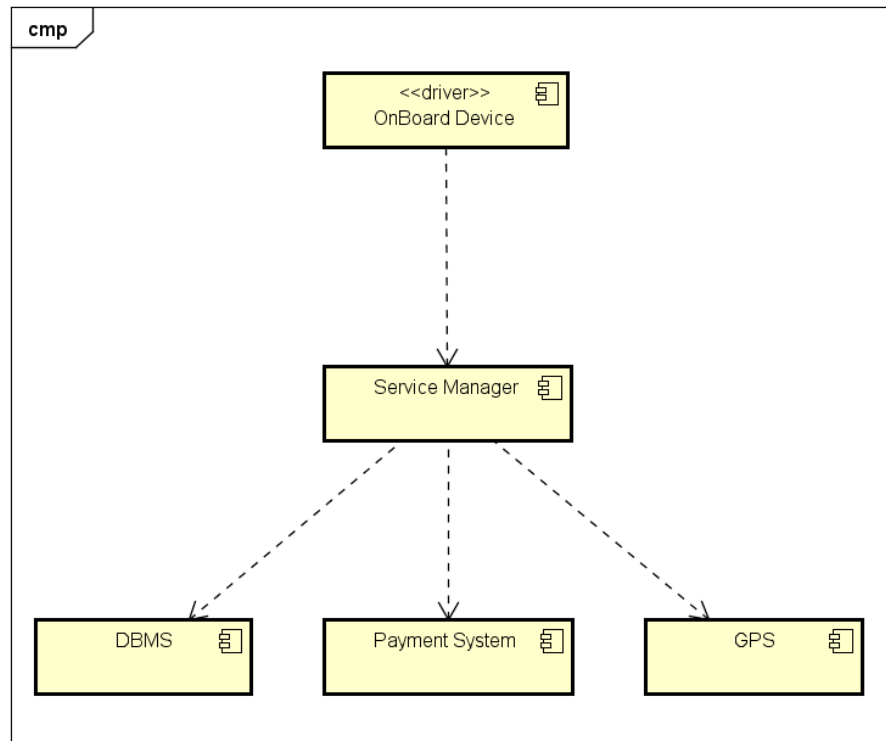 cmp
<<driver>>
OnBoard Device
Service Manager
DBMS
Payment System
GPS